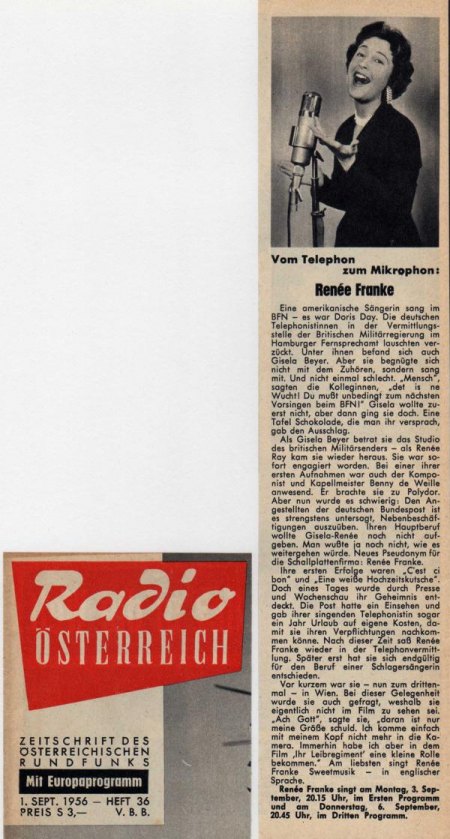 Vom Telephon
zum Mikrophon:
Renée Franke
Eine amerikanische Sängerin sang im
BFN – es war Doris Day. Die deutschen
Telephonistinnen in der Vermittlungs-
stelle der Britischen Militärregierung im
Hamburger Fernsprechamt lauschten ver-
zückt. Unter ihnen befand sich auch
Gisela Beyer. Aber sie begnügte sich
nicht mit dem Zuhören, sondern sang
mit. Und nicht einmal schlecht. „Mensch",
sagten die Kolleginnen, „det is ne
Wucht! Du mußt unbedingt zum nächsten
Vorsingen beim BFN!" Gisela wollte zu-
erst nicht, aber dann ging sie doch. Eine
Tafel Schokolade, die man ihr versprach,
gab den Ausschlag.
Als Gisela Beyer betrat sie das Studio
des britischen Militärsenders – als Renée
Ray kam sie wieder heraus. Sie war so-
fort engagiert worden. Bei einer ihrer
ersten Aufnahmen war auch der Kompo-
nist und Kapellmeister Benny de Weille
anwesend. Er brachte sie zu Polydor.
Aber nun wurde es schwierig: Den An-
gestellten der deutschen Bundespost ist
es strengstens untersagt, Nebenbeschäf-
tigungen auszuüben. Ihren Hauptberuf
wollte Gisela-Renée noch nicht auf-
geben. Man wußte ja noch nicht, wie es
weitergehen würde. Neues Pseudonym für
die Schallplattenfirma: Renée Franke.
Ihre ersten Erfolge waren „C'est ci
bon" und „Eine weiße Hochzeitskutsche".
Doch eines Tages wurde durch Presse
und Wochenschau ihr Geheimnis ent-
deckt. Die Post hatte ein Einsehen und
gab ihrer singenden Telephonistin sogar
ein Jahr Urlaub auf eigene Kosten, da-
mit sie ihren Verpflichtungen nachkom-
men könne. Nach dieser Zeit saß Renée
Franke wieder in der Telephonvermitt-
lung. Später erst hat sie sich endgültig
für den Beruf einer Schlagersängerin
entschieden.
Vor kurzem war sie – nun zum dritten-
mal – in Wien. Bei dieser Gelegenheit
wurde sie auch gefragt, weshalb sie
eigentlich nicht im Film zu sehen sei.
„Ach Gott", sagte sie, „daran ist nur
meine Größe schuld. Ich komme einfach
mit meinem Kopf nicht mehr in die Ka-
mera. Immerhin habe ich aber in dem
Film ‚Ihr Leibregiment' eine kleine Rolle
bekommen." Am liebsten singt Renée
Franke Sweetmusik – in englischer
Sprache.
Renée Franke singt am Montag, 3. Sep-
tember, 20.15 Uhr, im Ersten Programm
und am Donnerstag, 6. September,
20.45 Uhr, im Dritten Programm.
Radio
ÖSTERREICH
ZEITSCHRIFT DES
ÖSTERREICHISCHEN
RUNDFUNKS
Mit Europaprogramm
1. SEPT. 1956 — HEFT 36
PREIS S 3,— V. B. B.